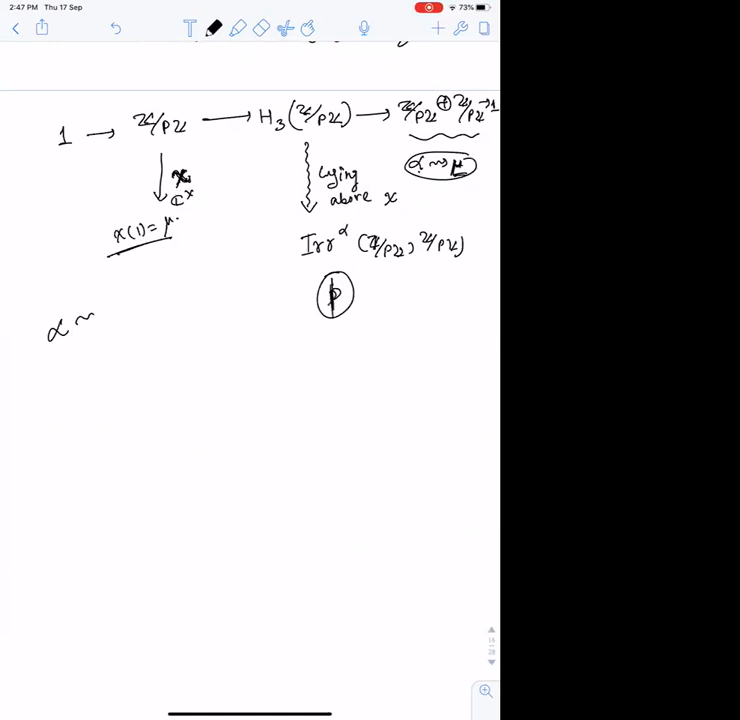 2:47 PM Thu 17 Sep 73%
1 → ℤ/pℤ → H₃(ℤ/pℤ) → ℤ/pℤ ⊕ ℤ/pℤ → 1
χ
ℂˣ
lying
above χ
α ~> μ
χ(1) = μ.
Irr^α (ℤ/pℤ, ℤ/pℤ)
p
α ~